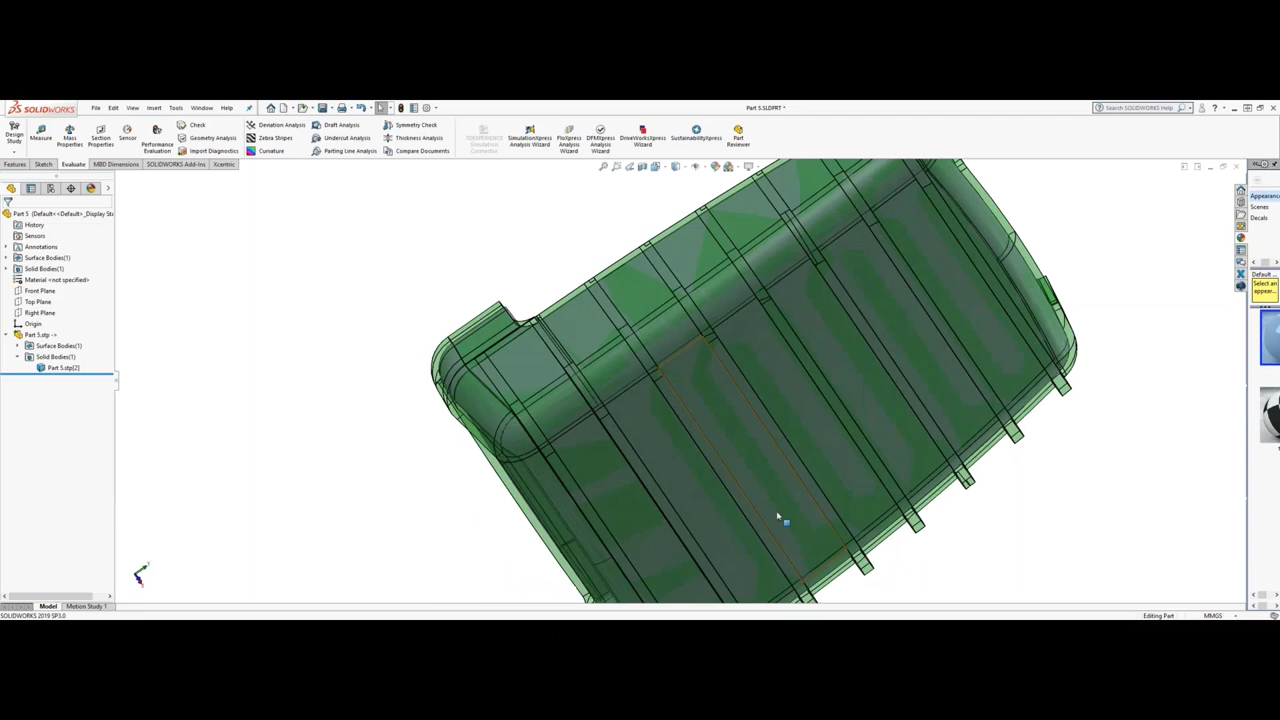 SOLIDWORKS File Edit View Insert Tools Window Help Part 5.SLDPRT * Search SOLIDWORKS Help
Design Study
Measure
Mass Properties
Section Properties
Sensor
Performance Evaluation
Check
Geometry Analysis
Import Diagnostics
Deviation Analysis
Zebra Stripes
Curvature
Draft Analysis
Undercut Analysis
Parting Line Analysis
Symmetry Check
Thickness Analysis
Compare Documents
SimulationXpress Analysis Wizard
FloXpress Analysis Wizard
DFMXpress Analysis Wizard
DriveWorksXpress Wizard
SustainabilityXpress
Part Reviewer
Features Sketch Evaluate MBD Dimensions SOLIDWORKS Add-Ins Xcentric
Part 5 (Default<<Default>_Display Sta
History
Sensors
Annotations
Surface Bodies(1)
Solid Bodies(1)
Material <not specified>
Front Plane
Top Plane
Right Plane
Origin
Part 5.stp ->
Surface Bodies(1)
Solid Bodies(1)
Part 5.stp[2]
Appearance
Scenes
Decals
Default ...
Select an appear...
Model Motion Study 1
SOLIDWORKS 2019 SP3.0 Editing Part MMGS